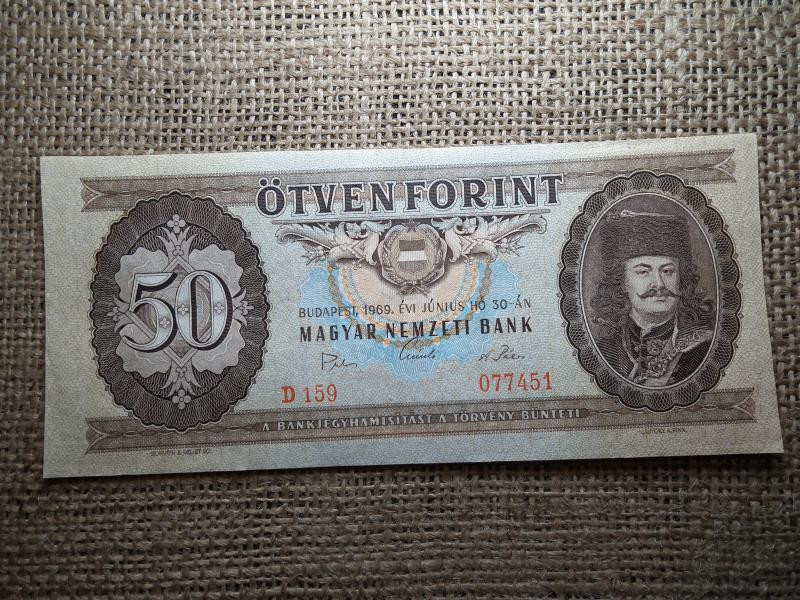 ÖTVEN FORINT
50
BUDAPEST, 1969. ÉVI JÚNIUS HÓ 30-ÁN
MAGYAR NEMZETI BANK
D 159 077451
A BANKJEGYHAMISÍTÁST A TÖRVÉNY BÜNTETI